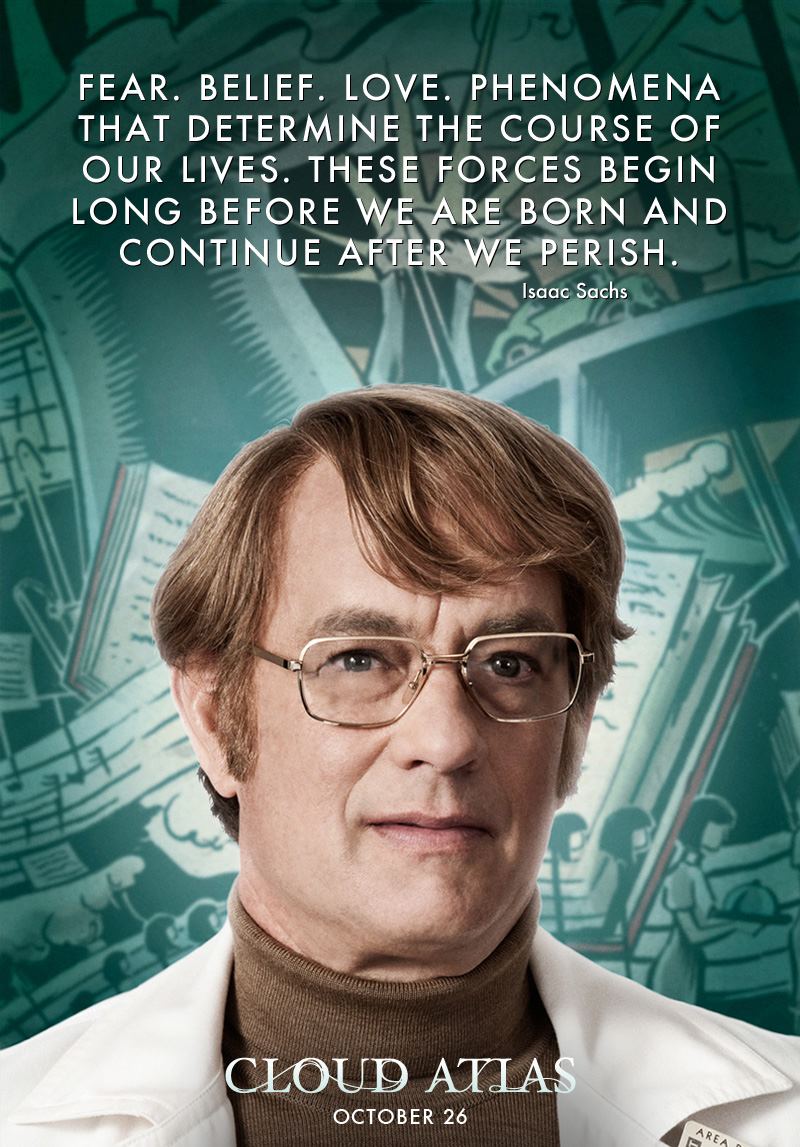 FEAR. BELIEF. LOVE. PHENOMENA
THAT DETERMINE THE COURSE OF
OUR LIVES. THESE FORCES BEGIN
LONG BEFORE WE ARE BORN AND
CONTINUE AFTER WE PERISH.
Isaac Sachs
CLOUD ATLAS
OCTOBER 26
AREA